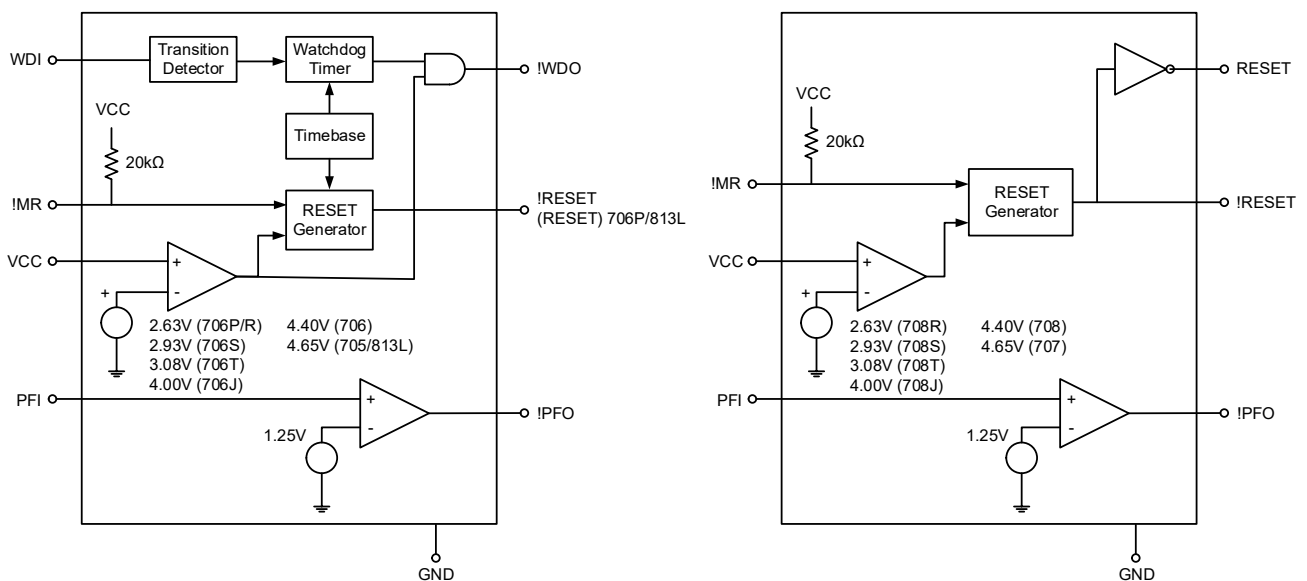 WDI
Transition
Detector
Watchdog
Timer
!WDO
VCC
20kΩ
Timebase
!MR
RESET
Generator
!RESET
(RESET) 706P/813L
VCC
+
-
+
2.63V (706P/R)
2.93V (706S)
3.08V (706T)
4.00V (706J)
4.40V (706)
4.65V (705/813L)
PFI
+
-
1.25V
!PFO
GND
RESET
VCC
20kΩ
!MR
RESET
Generator
!RESET
VCC
+
-
+
2.63V (708R)
2.93V (708S)
3.08V (708T)
4.00V (708J)
4.40V (708)
4.65V (707)
PFI
+
-
1.25V
!PFO
GND